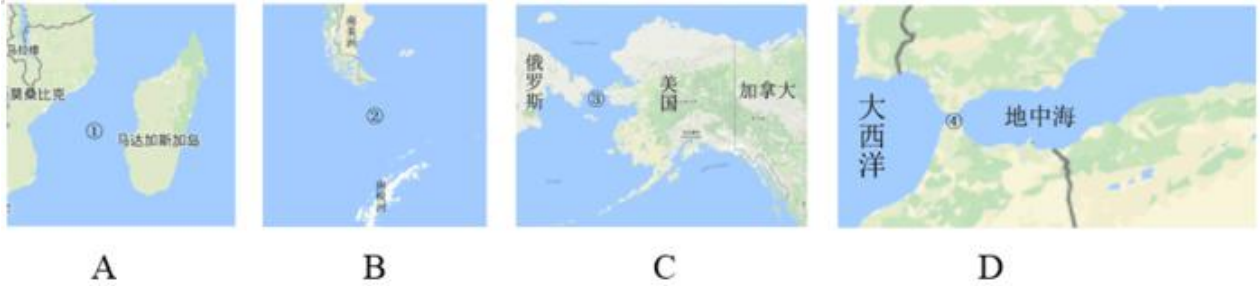 马拉维
莫桑比克
①
马达加斯加岛
南美洲
②
南极洲
俄罗斯
③
美国
加拿大
大西洋
④
地中海
A
B
C
D